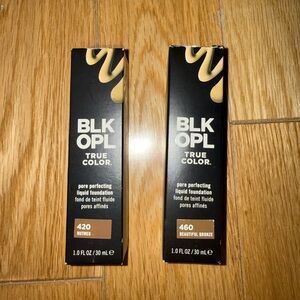 BLK
OPL
TRUE
COLOR.
pore perfecting
liquid foundation
fond de teint fluide
pores affinés
420
NUTMEG
1.0 FL OZ / 30 mL ℮
BLK
OPL
TRUE
COLOR.
pore perfecting
liquid foundation
fond de teint fluide
pores affinés
460
BEAUTIFUL BRONZE
1.0 FL OZ / 30 mL ℮